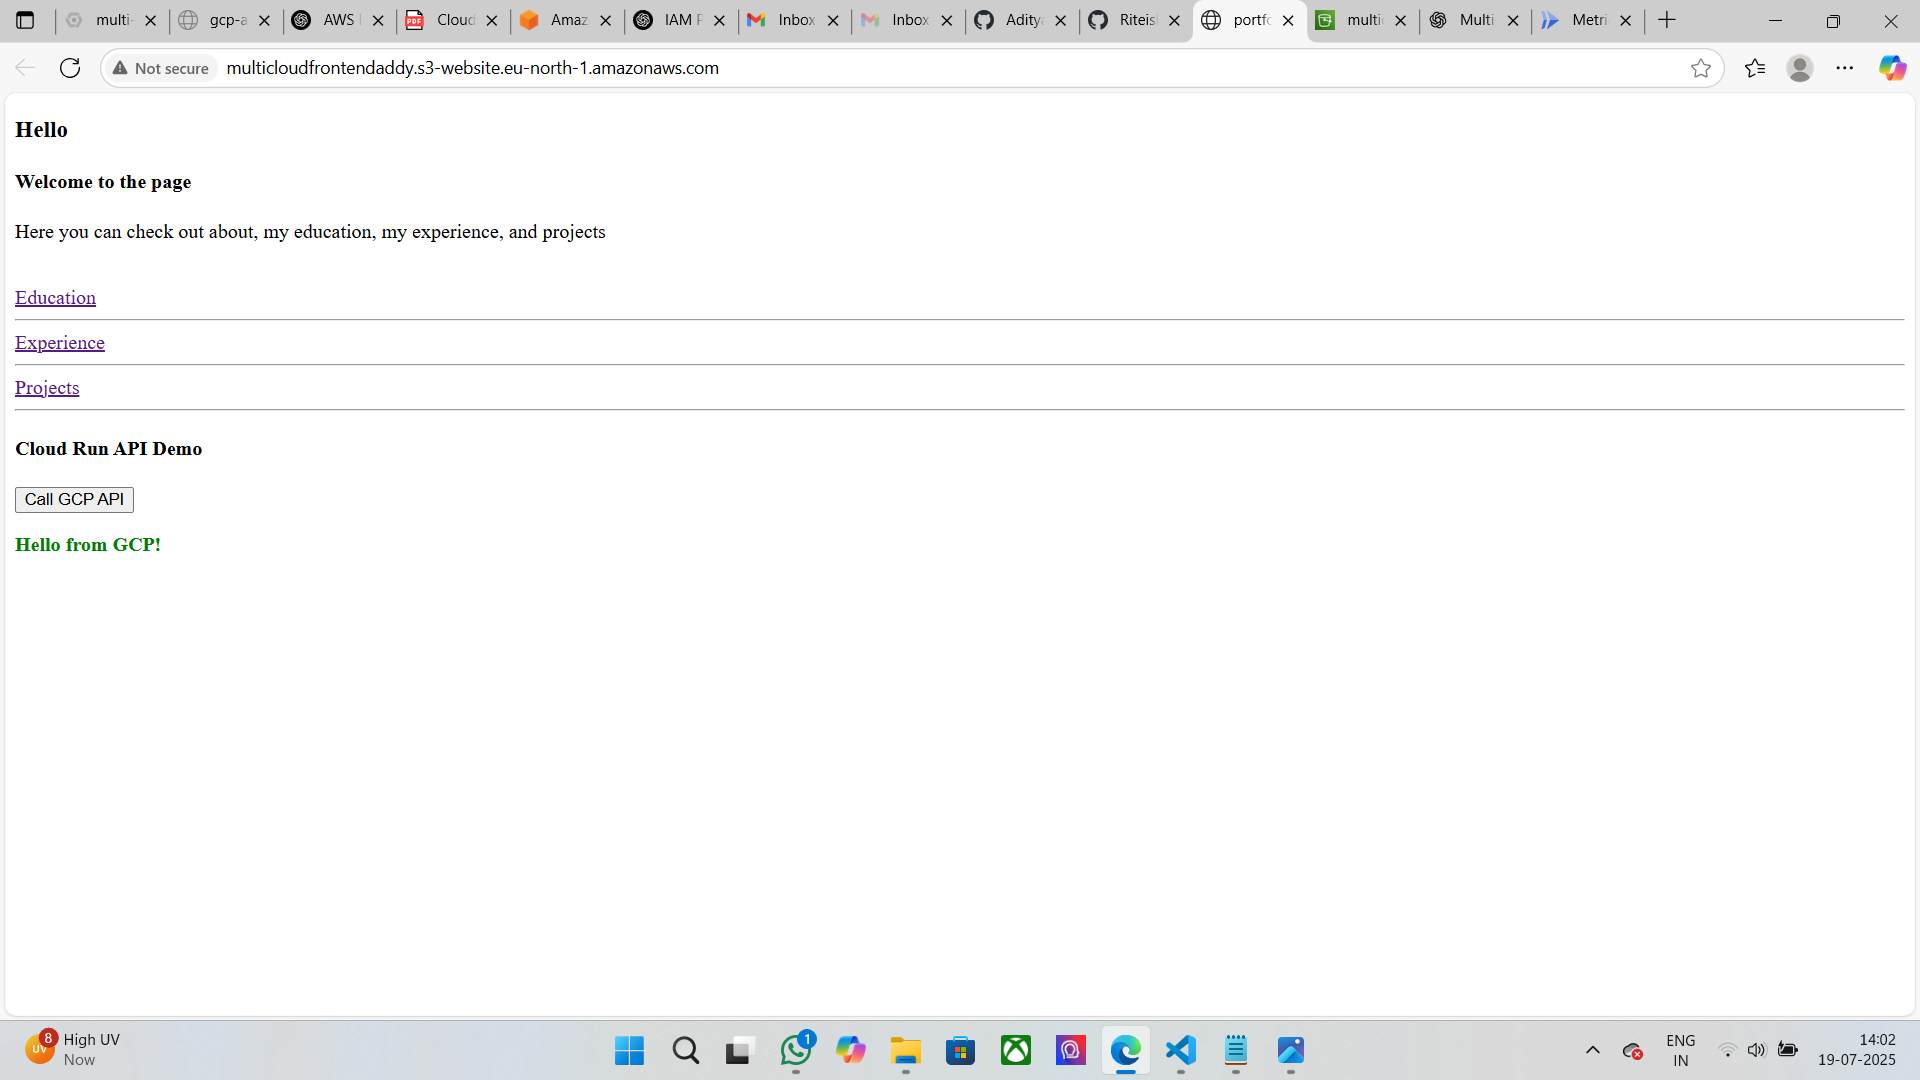 multi-
gcp-a
AWS
Cloud
Amaz
IAM P
Inbox
Inbox
Aditya
Riteish
portfo
multic
Multi
Metri
Not secure
multicloudfrontendaddy.s3-website.eu-north-1.amazonaws.com
Hello
Welcome to the page
Here you can check out about, my education, my experience, and projects
Education
Experience
Projects
Cloud Run API Demo
Call GCP API
Hello from GCP!
UV
8
High UV
Now
1
ENG
IN
14:02
19-07-2025